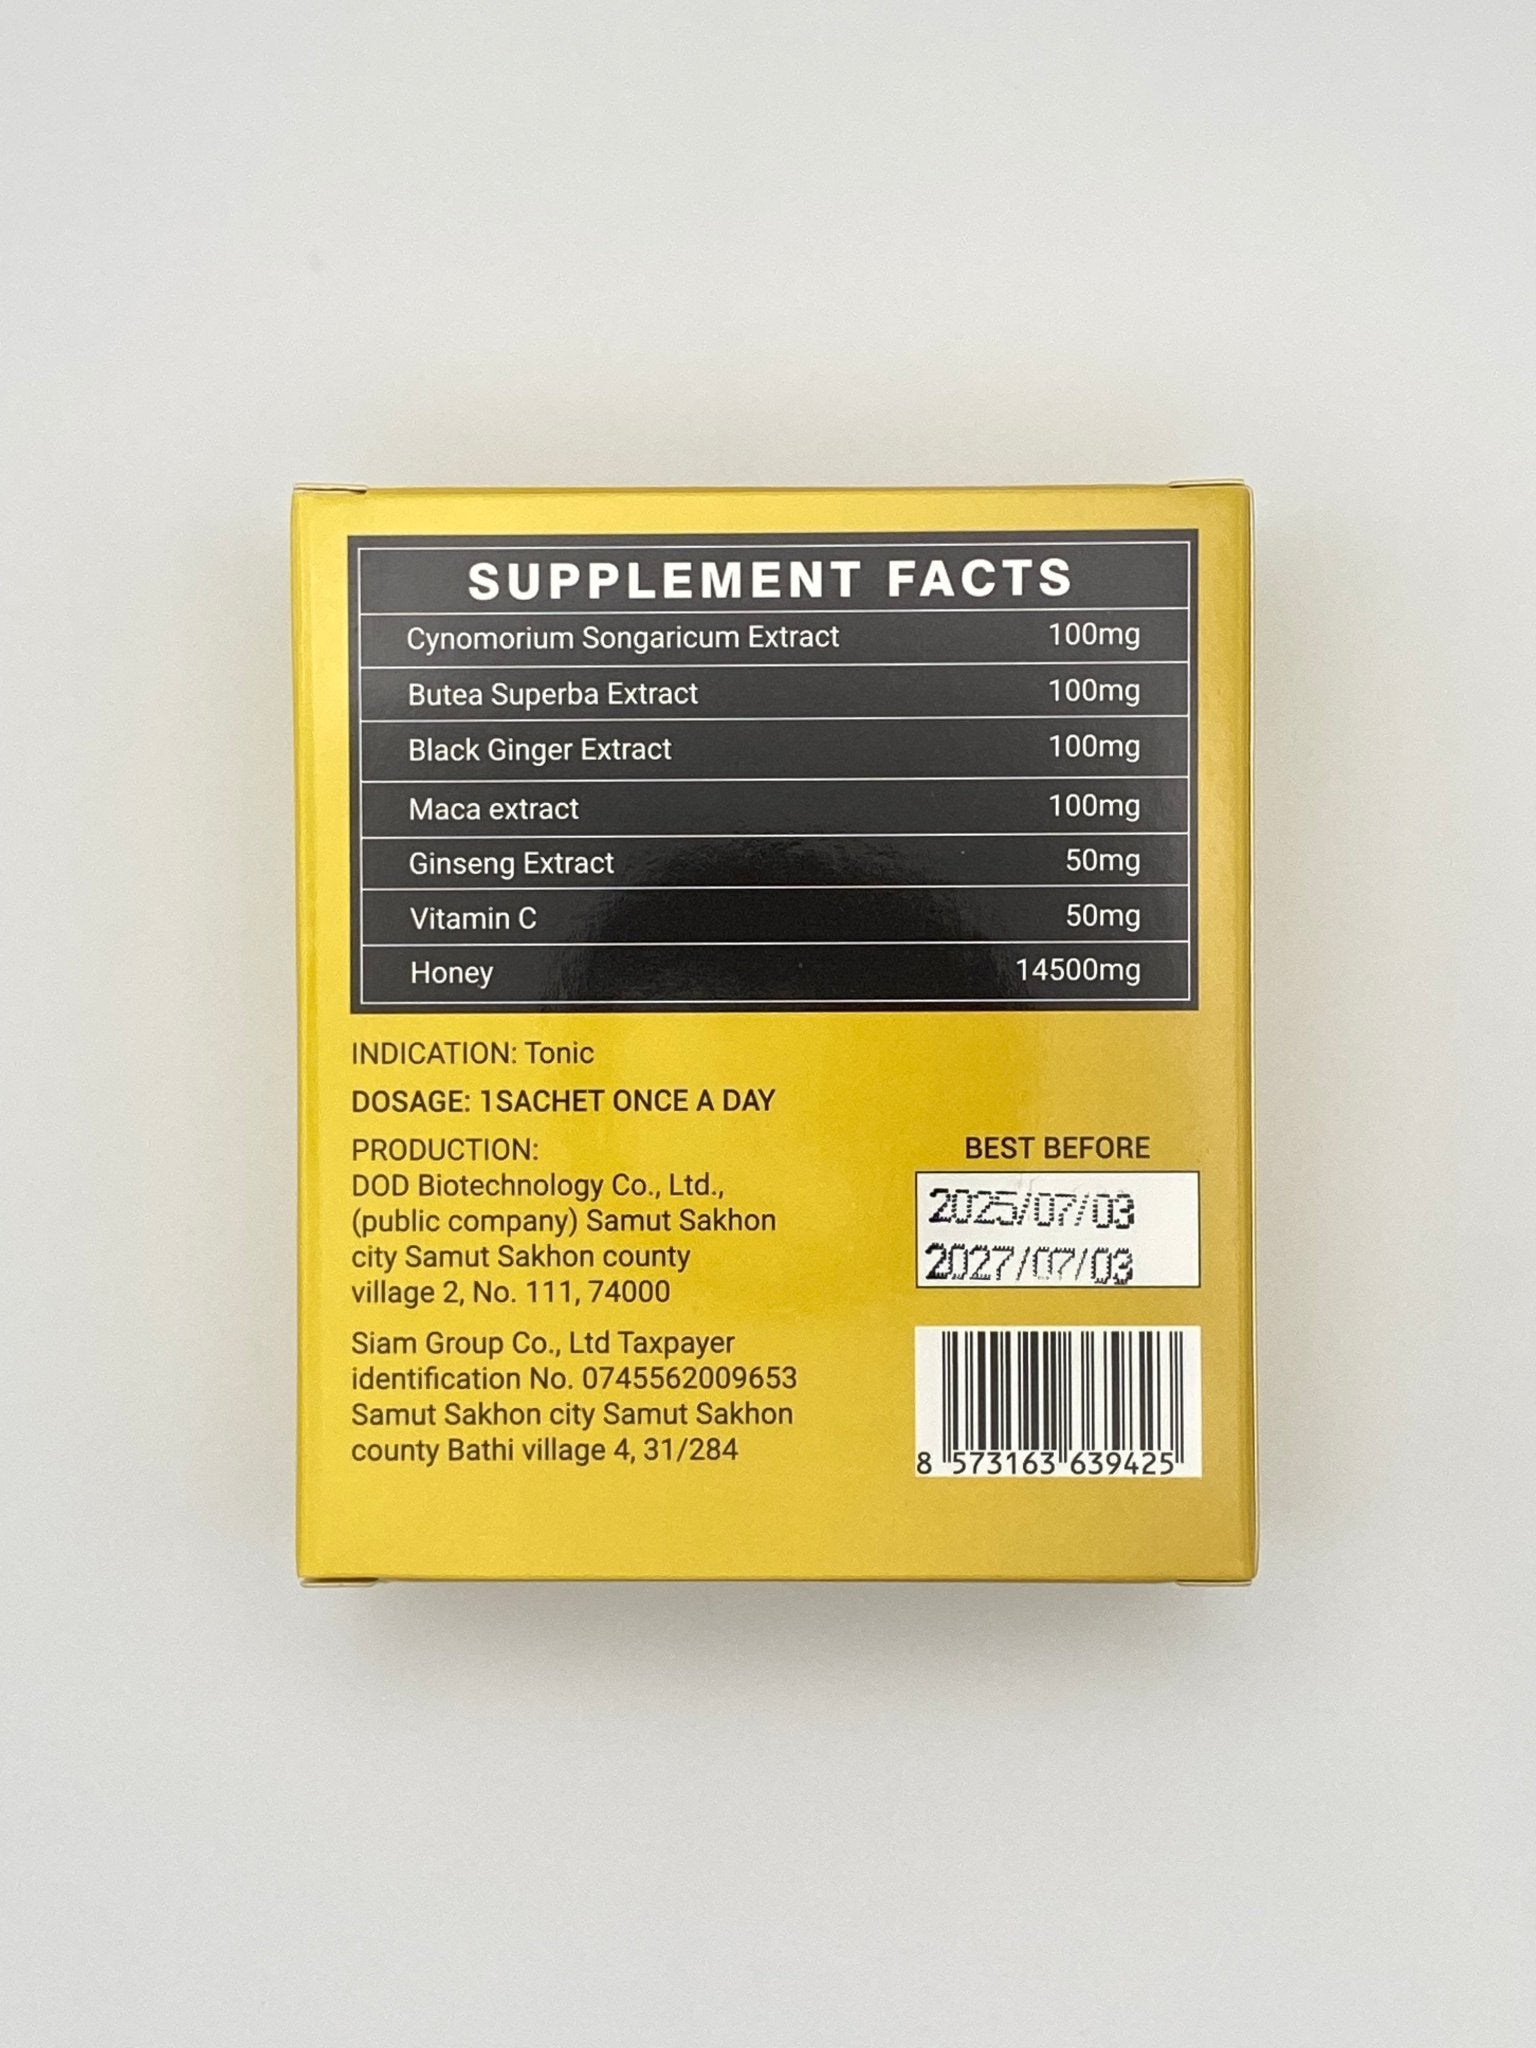 SUPPLEMENT FACTS
Cynomorium Songaricum Extract 100mg
Butea Superba Extract 100mg
Black Ginger Extract 100mg
Maca extract 100mg
Ginseng Extract 50mg
Vitamin C 50mg
Honey 14500mg
INDICATION: Tonic
DOSAGE: 1SACHET ONCE A DAY
PRODUCTION:
DOD Biotechnology Co., Ltd.,
(public company) Samut Sakhon
city Samut Sakhon county
village 2, No. 111, 74000
Siam Group Co., Ltd Taxpayer
identification No. 0745562009653
Samut Sakhon city Samut Sakhon
county Bathi village 4, 31/284
BEST BEFORE
2025/07/03
2027/07/03
8 573163 639425